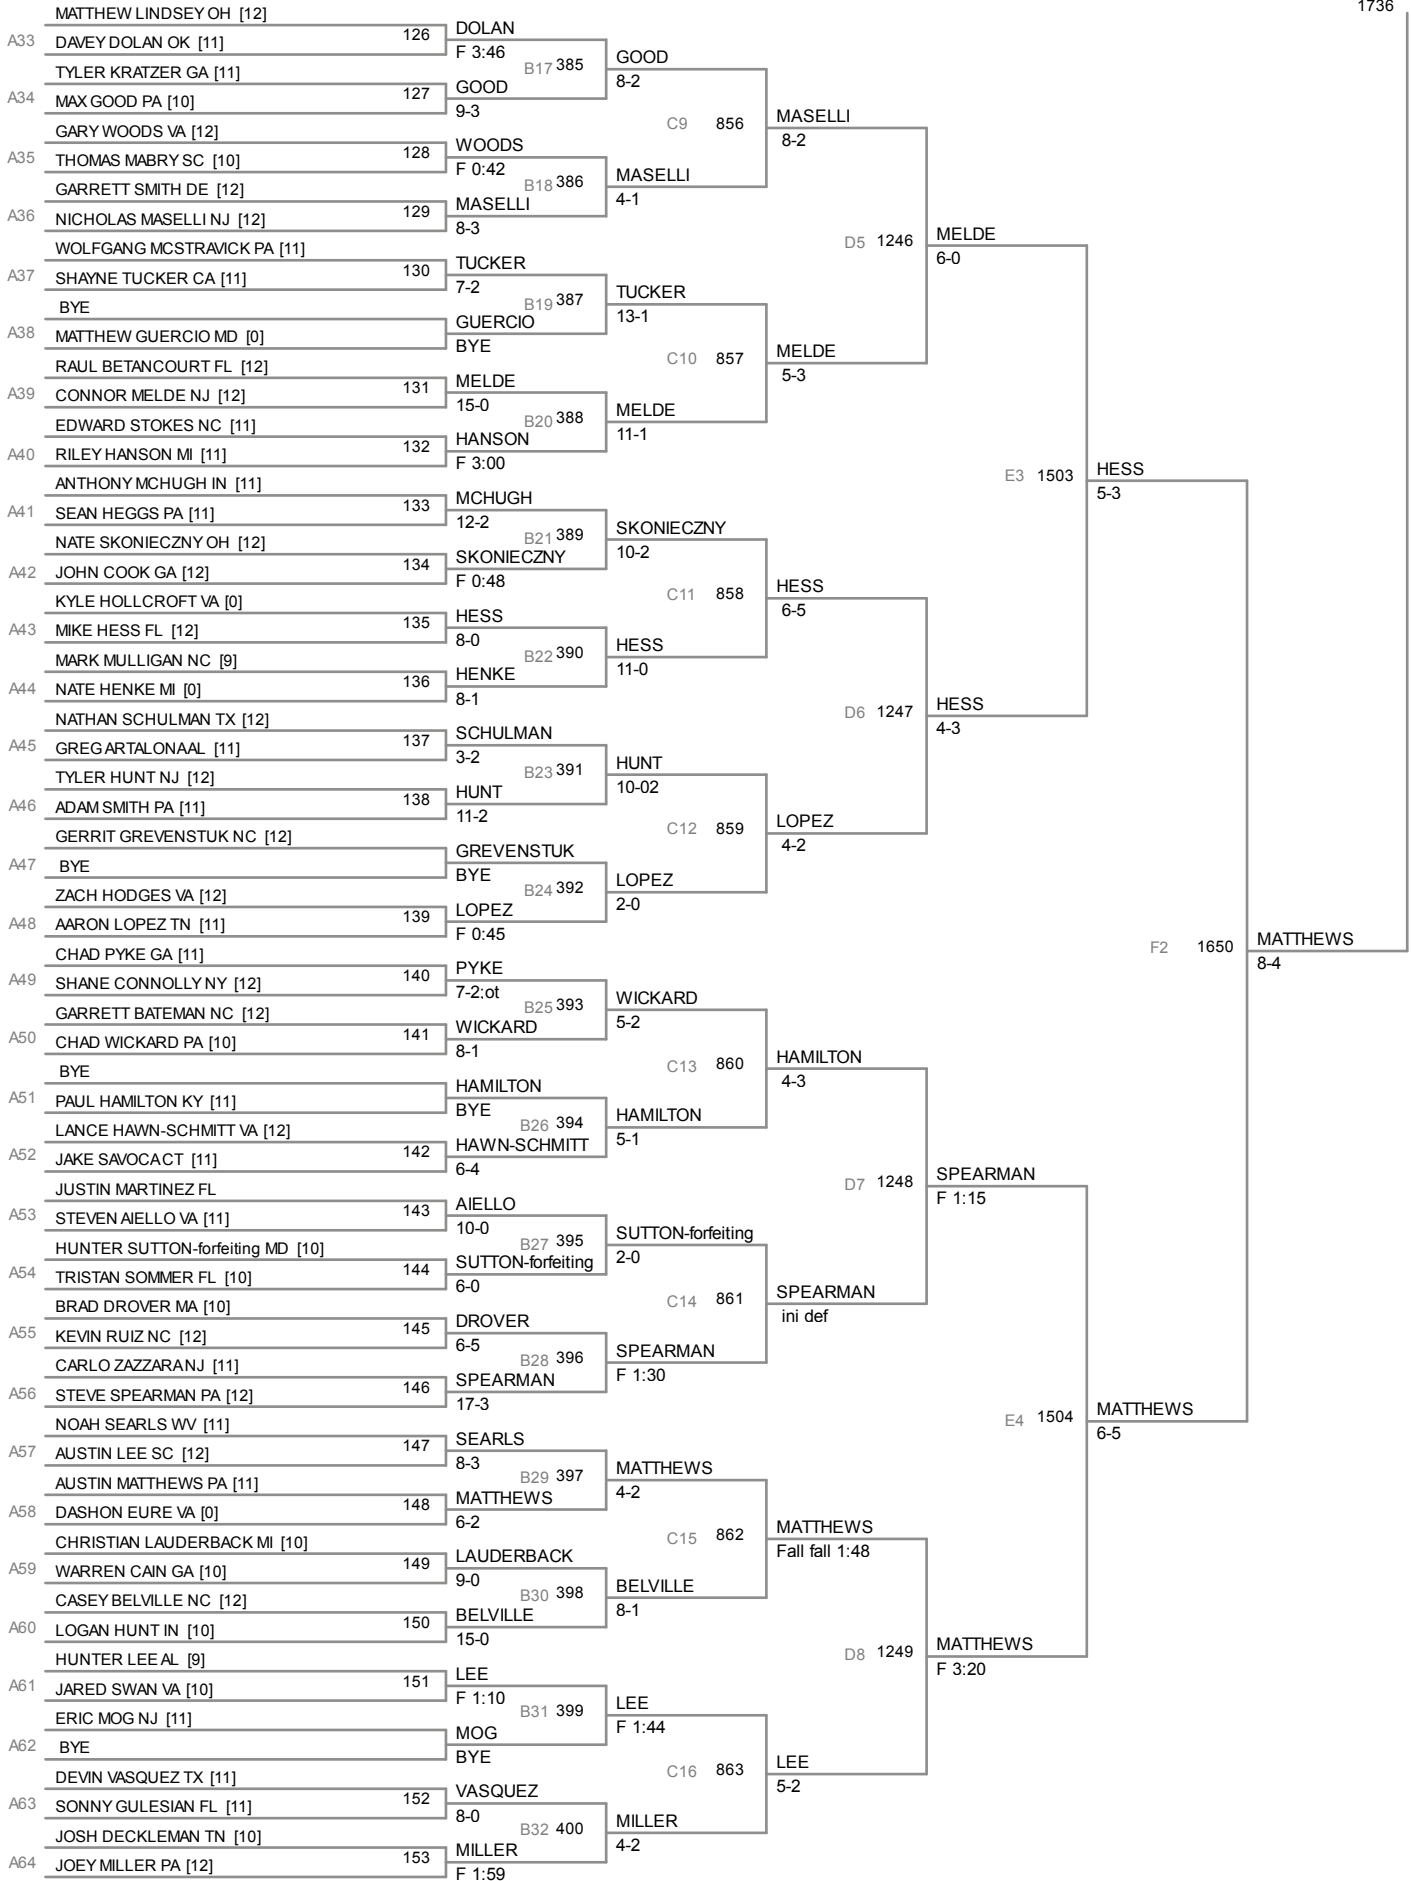 1736
MATTHEW LINDSEY OH [12]
A33
DAVEY DOLAN OK [11]
126
DOLAN
F 3:46
TYLER KRATZER GA [11]
A34
MAX GOOD PA [10]
127
GOOD
9-3
B17 385
GOOD
8-2
GARY WOODS VA [12]
A35
THOMAS MABRY SC [10]
128
WOODS
F 0:42
GARRETT SMITH DE [12]
A36
NICHOLAS MASELLI NJ [12]
129
MASELLI
8-3
B18 386
MASELLI
4-1
C9 856
MASELLI
8-2
WOLFGANG MCSTRAVICK PA [11]
A37
SHAYNE TUCKER CA [11]
130
TUCKER
7-2
BYE
A38
MATTHEW GUERCIO MD [0]
GUERCIO
BYE
B19 387
TUCKER
13-1
RAUL BETANCOURT FL [12]
A39
CONNOR MELDE NJ [12]
131
MELDE
15-0
EDWARD STOKES NC [11]
A40
RILEY HANSON MI [11]
132
HANSON
F 3:00
B20 388
MELDE
11-1
C10 857
MELDE
5-3
D5 1246
MELDE
6-0
ANTHONY MCHUGH IN [11]
A41
SEAN HEGGS PA [11]
133
MCHUGH
12-2
NATE SKONIECZNY OH [12]
A42
JOHN COOK GA [12]
134
SKONIECZNY
F 0:48
B21 389
SKONIECZNY
10-2
KYLE HOLLCROFT VA [0]
A43
MIKE HESS FL [12]
135
HESS
8-0
MARK MULLIGAN NC [9]
A44
NATE HENKE MI [0]
136
HENKE
8-1
B22 390
HESS
11-0
C11 858
HESS
6-5
NATHAN SCHULMAN TX [12]
A45
GREG ARTALONA AL [11]
137
SCHULMAN
3-2
TYLER HUNT NJ [12]
A46
ADAM SMITH PA [11]
138
HUNT
11-2
B23 391
HUNT
10-02
GERRIT GREVENSTUK NC [12]
A47
BYE
GREVENSTUK
BYE
ZACH HODGES VA [12]
A48
AARON LOPEZ TN [11]
139
LOPEZ
F 0:45
B24 392
LOPEZ
2-0
C12 859
LOPEZ
4-2
D6 1247
HESS
4-3
E3 1503
HESS
5-3
CHAD PYKE GA [11]
A49
SHANE CONNOLLY NY [12]
140
PYKE
7-2:ot
GARRETT BATEMAN NC [12]
A50
CHAD WICKARD PA [10]
141
WICKARD
8-1
B25 393
WICKARD
5-2
BYE
A51
PAUL HAMILTON KY [11]
HAMILTON
BYE
LANCE HAWN-SCHMITT VA [12]
A52
JAKE SAVOCA CT [11]
142
HAWN-SCHMITT
6-4
B26 394
HAMILTON
5-1
C13 860
HAMILTON
4-3
JUSTIN MARTINEZ FL
A53
STEVEN AIELLO VA [11]
143
AIELLO
10-0
HUNTER SUTTON-forfeiting MD [10]
A54
TRISTAN SOMMER FL [10]
144
SUTTON-forfeiting
6-0
B27 395
SUTTON-forfeiting
2-0
BRAD DROVER MA [10]
A55
KEVIN RUIZ NC [12]
145
DROVER
6-5
CARLO ZAZZARA NJ [11]
A56
STEVE SPEARMAN PA [12]
146
SPEARMAN
17-3
B28 396
SPEARMAN
F 1:30
C14 861
SPEARMAN
ini def
D7 1248
SPEARMAN
F 1:15
NOAH SEARLS WV [11]
A57
AUSTIN LEE SC [12]
147
SEARLS
8-3
AUSTIN MATTHEWS PA [11]
A58
DASHON EURE VA [0]
148
MATTHEWS
6-2
B29 397
MATTHEWS
4-2
CHRISTIAN LAUDERBACK MI [10]
A59
WARREN CAIN GA [10]
149
LAUDERBACK
9-0
CASEY BELVILLE NC [12]
A60
LOGAN HUNT IN [10]
150
BELVILLE
15-0
B30 398
BELVILLE
8-1
C15 862
MATTHEWS
Fall fall 1:48
HUNTER LEE AL [9]
A61
JARED SWAN VA [10]
151
LEE
F 1:10
ERIC MOG NJ [11]
A62
BYE
MOG
BYE
B31 399
LEE
F 1:44
DEVIN VASQUEZ TX [11]
A63
SONNY GULESIAN FL [11]
152
VASQUEZ
8-0
JOSH DECKLEMAN TN [10]
A64
JOEY MILLER PA [12]
153
MILLER
F 1:59
B32 400
MILLER
4-2
C16 863
LEE
5-2
D8 1249
MATTHEWS
F 3:20
E4 1504
MATTHEWS
6-5
F2 1650
MATTHEWS
8-4